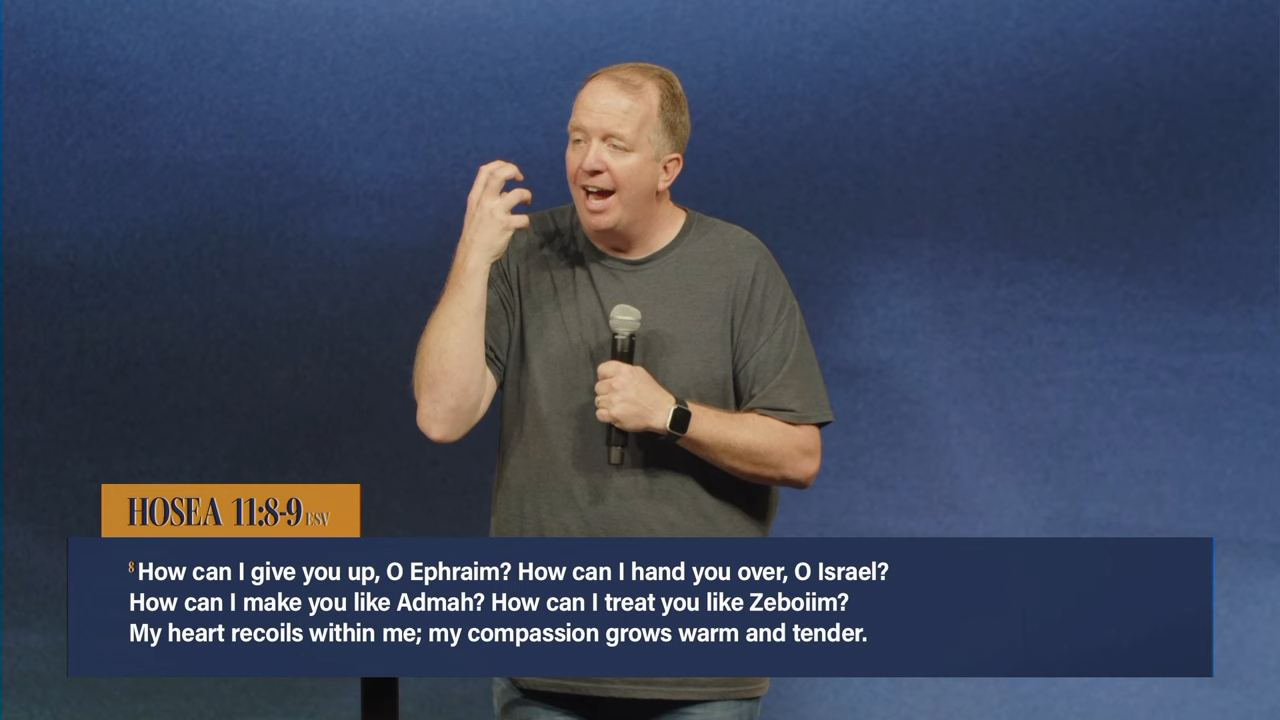 HOSEA 11:8-9 ESV
8 How can I give you up, O Ephraim? How can I hand you over, O Israel?
How can I make you like Admah? How can I treat you like Zeboiim?
My heart recoils within me; my compassion grows warm and tender.